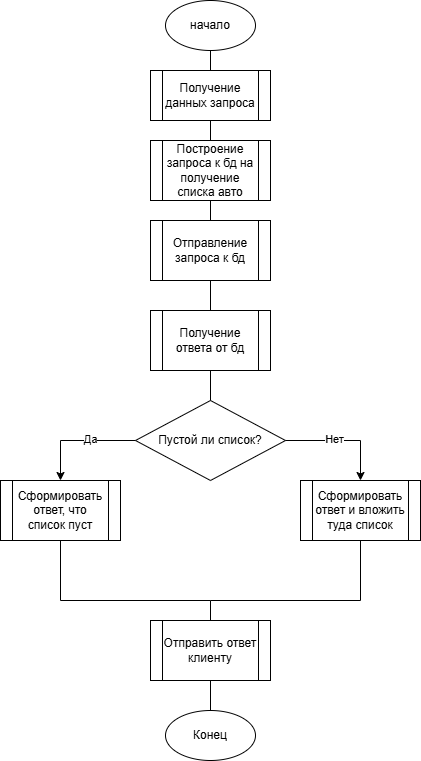 начало
Получение
данных запроса
Построение
запроса к бд на
получение
списка авто
Отправление
запроса к бд
Получение
ответа от бд
Пустой ли список?
Да
Нет
Сформировать
ответ, что
список пуст
Сформировать
ответ и вложить
туда список
Отправить ответ
клиенту
Конец